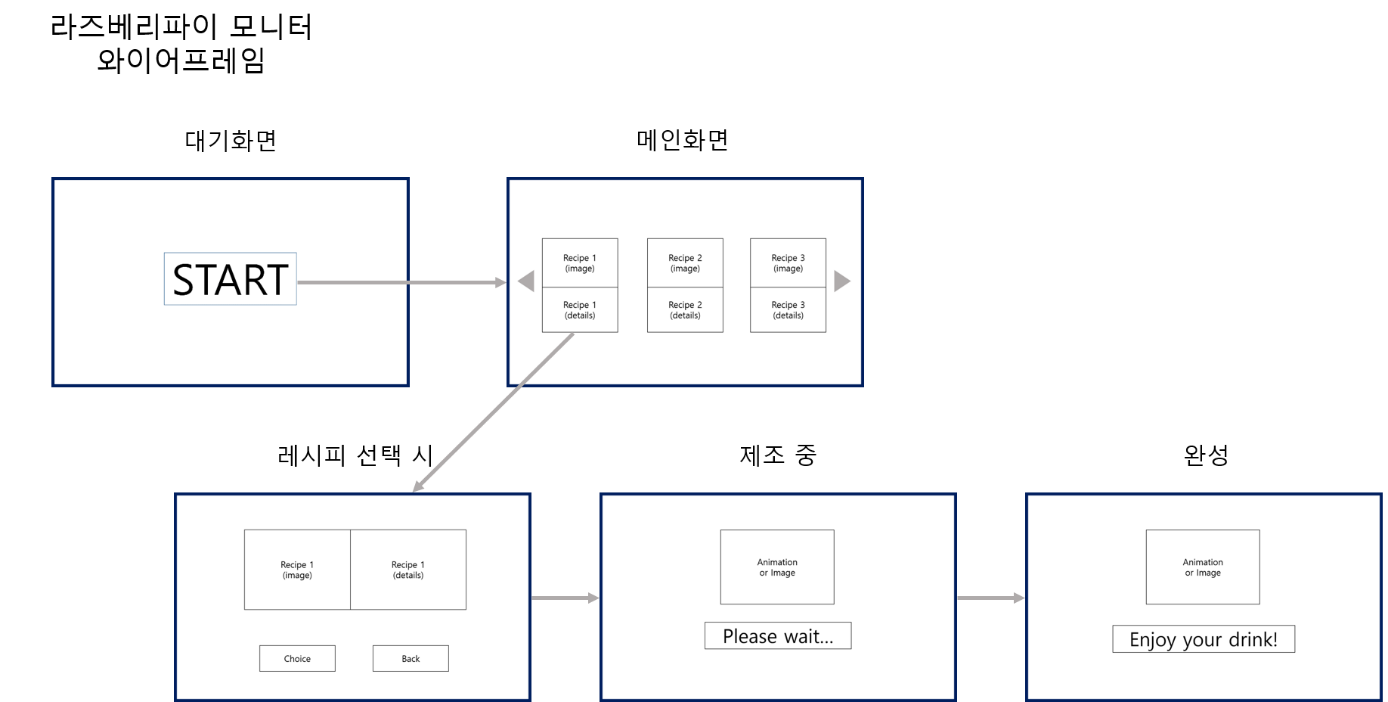 라즈베리파이 모니터
와이어프레임
대기화면
START
메인화면
Recipe 1
(image)
Recipe 1
(details)
Recipe 2
(image)
Recipe 2
(details)
Recipe 3
(image)
Recipe 3
(details)
레시피 선택 시
Recipe 1
(image)
Recipe 1
(details)
Choice
Back
제조 중
Animation
or Image
Please wait...
완성
Animation
or Image
Enjoy your drink!